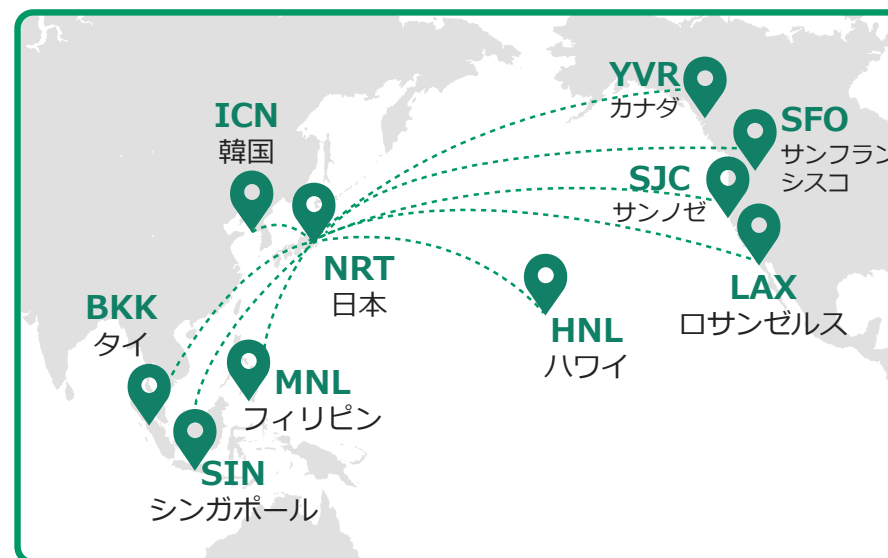 YVR
カナダ
SFO
サンフラン
シスコ
ICN
韓国
SJC
サンノゼ
NRT
日本
LAX
ロサンゼルス
BKK
タイ
HNL
ハワイ
MNL
フィリピン
SIN
シンガポール